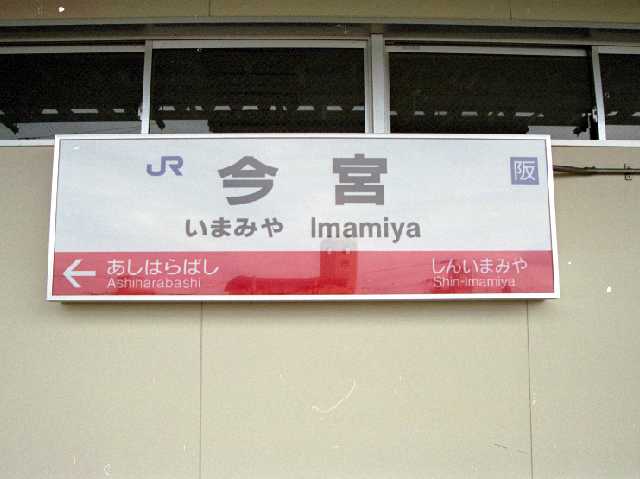 JR 今宮 阪
いまみや Imamiya
← あしはらばし しんいまみや
Ashiharabashi Shin-Imamiya